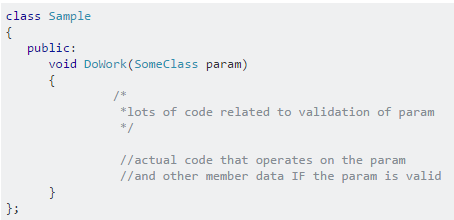 class Sample
{
public:
void DoWork(SomeClass param)
{
/*
*lots of code related to validation of param
*/
//actual code that operates on the param
//and other member data IF the param is valid
}
};